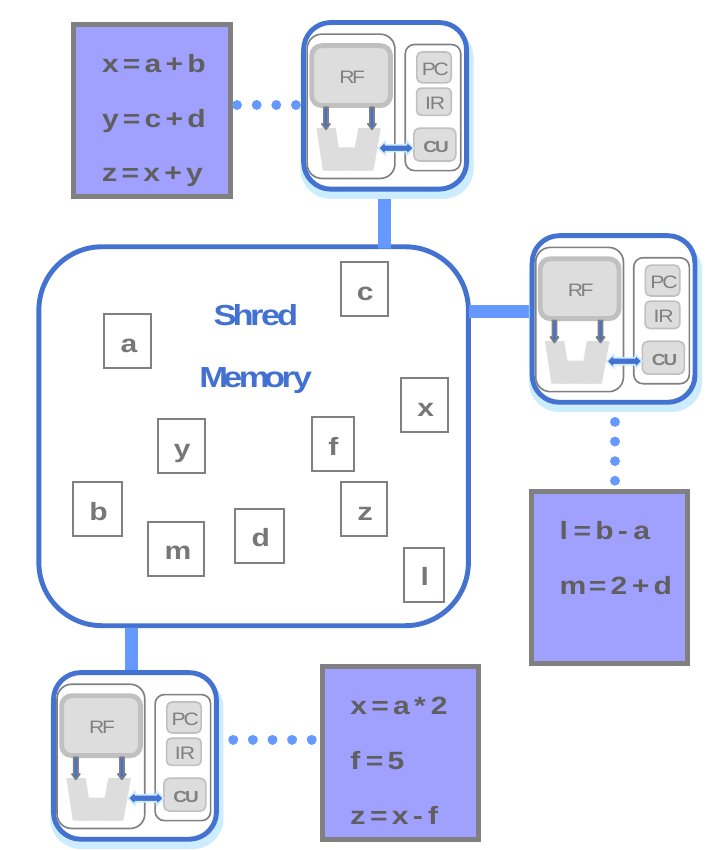 x=a+b
y=c+d
z=x+y
RF
PC
IR
CU
Shred
Memory
c
a
x
y
f
b
z
m
d
l
RF
PC
IR
CU
l=b-a
m=2+d
RF
PC
IR
CU
x=a*2
f=5
z=x-f